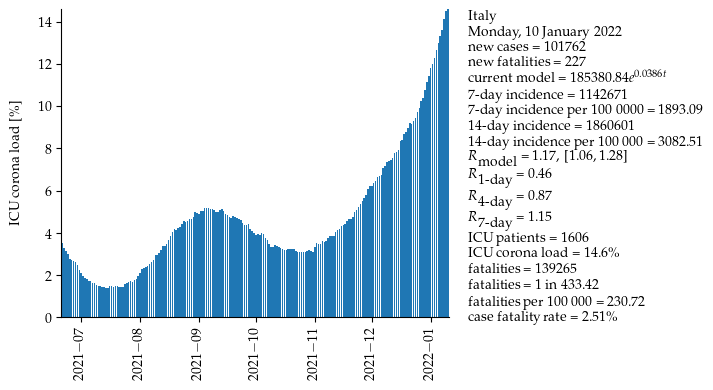 ICU corona load [%]
14
12
10
8
6
4
2
0
2021−07
2021−08
2021−09
2021−10
2021−11
2021−12
2022−01
Italy
Monday, 10 January 2022
new cases = 101762
new fatalities = 227
current model = 185380.84e^{0.0386t}
7-day incidence = 1142671
7-day incidence per 100 0000 = 1893.09
14-day incidence = 1860601
14-day incidence per 100 000 = 3082.51
R_model = 1.17, [1.06, 1.28]
R_1-day = 0.46
R_4-day = 0.87
R_7-day = 1.15
ICU patients = 1606
ICU corona load = 14.6%
fatalities = 139265
fatalities = 1 in 433.42
fatalities per 100 000 = 230.72
case fatality rate = 2.51%